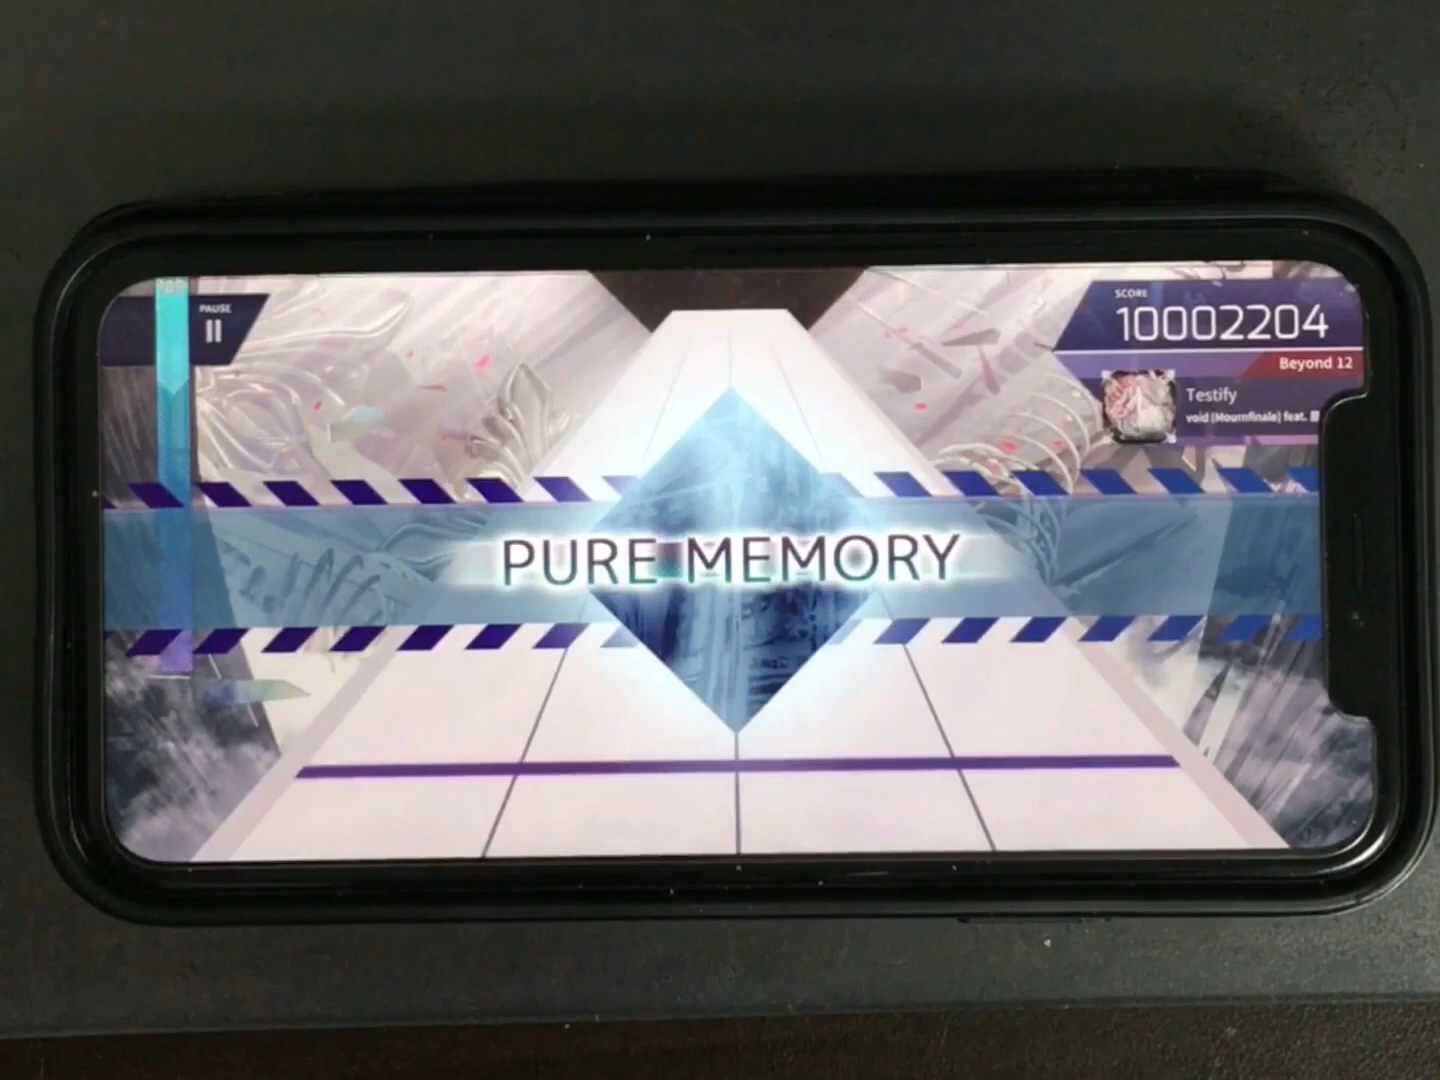 PAUSE
SCORE
10002204
Beyond 12
Testify
void (Mournfinale) feat.
PURE MEMORY